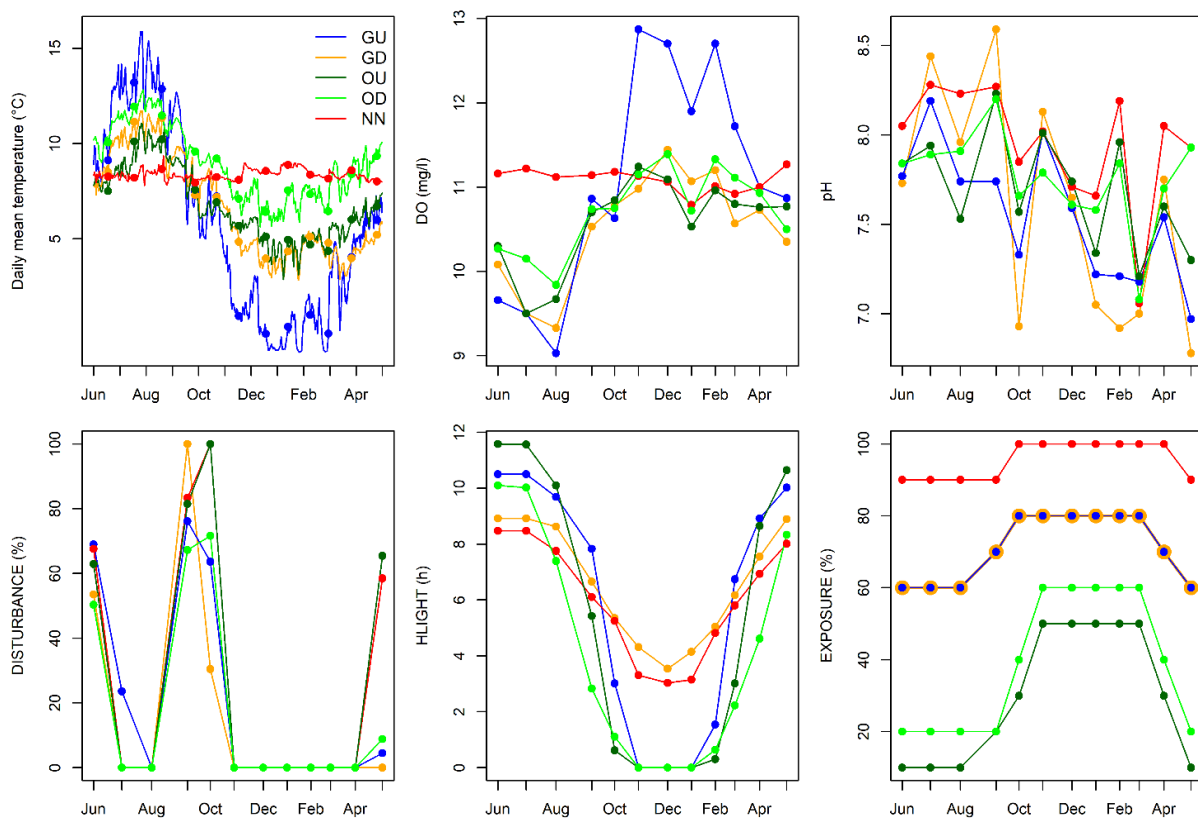 Daily mean temperature (°C)
15
10
5
Jun Aug Oct Dec Feb Apr
GU
GD
OU
OD
NN
DO (mg/l)
13
12
11
10
9
Jun Aug Oct Dec Feb Apr
pH
8.5
8.0
7.5
7.0
Jun Aug Oct Dec Feb Apr
DISTURBANCE (%)
100
80
60
40
20
0
Jun Aug Oct Dec Feb Apr
HLIGHT (h)
12
10
8
6
4
2
0
Jun Aug Oct Dec Feb Apr
EXPOSURE (%)
100
80
60
40
20
Jun Aug Oct Dec Feb Apr